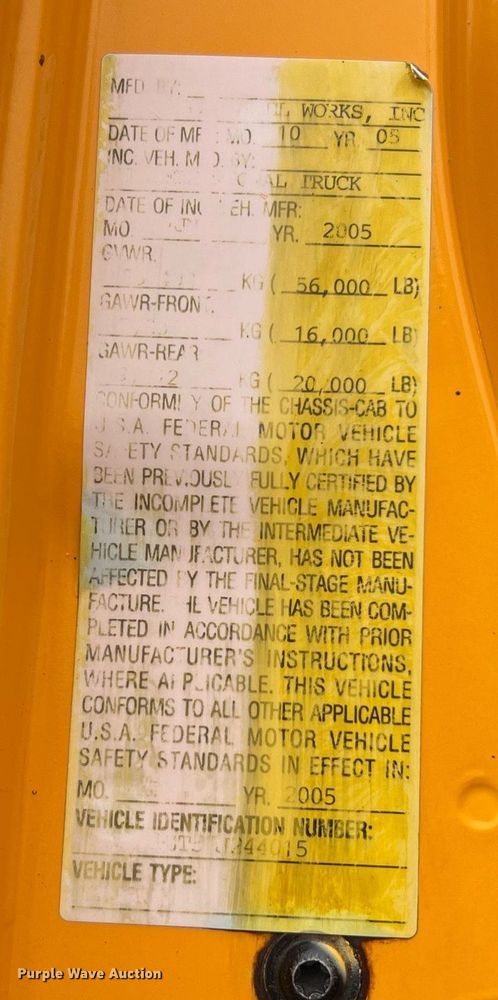 MFD BY:
WORKS, INC
DATE OF MF MO. 10 YR. 05
INC. VEH. M D. BY:
AL TRUCK
DATE OF INC EH. MFR:
MO. YR. 2005
GVWR:
KG ( 56,000 LB)
GAWR-FRONT:
KG ( 16,000 LB)
GAWR-REAR
KG ( 20,000 LB)
CONFORMITY OF THE CHASSIS-CAB TO
U.S.A. FEDERAL MOTOR VEHICLE
SAFETY STANDARDS, WHICH HAVE
BEEN PREVIOUSLY FULLY CERTIFIED BY
THE INCOMPLETE VEHICLE MANUFAC-
TURER OR BY THE INTERMEDIATE VE-
HICLE MANUFACTURER, HAS NOT BEEN
AFFECTED BY THE FINAL-STAGE MANU-
FACTURE. THE VEHICLE HAS BEEN COM-
PLETED IN ACCORDANCE WITH PRIOR
MANUFACTURER'S INSTRUCTIONS,
WHERE APPLICABLE. THIS VEHICLE
CONFORMS TO ALL OTHER APPLICABLE
U.S.A. FEDERAL MOTOR VEHICLE
SAFETY STANDARDS IN EFFECT IN:
MO. YR. 2005
VEHICLE IDENTIFICATION NUMBER:
44015
VEHICLE TYPE:
Purple Wave Auction